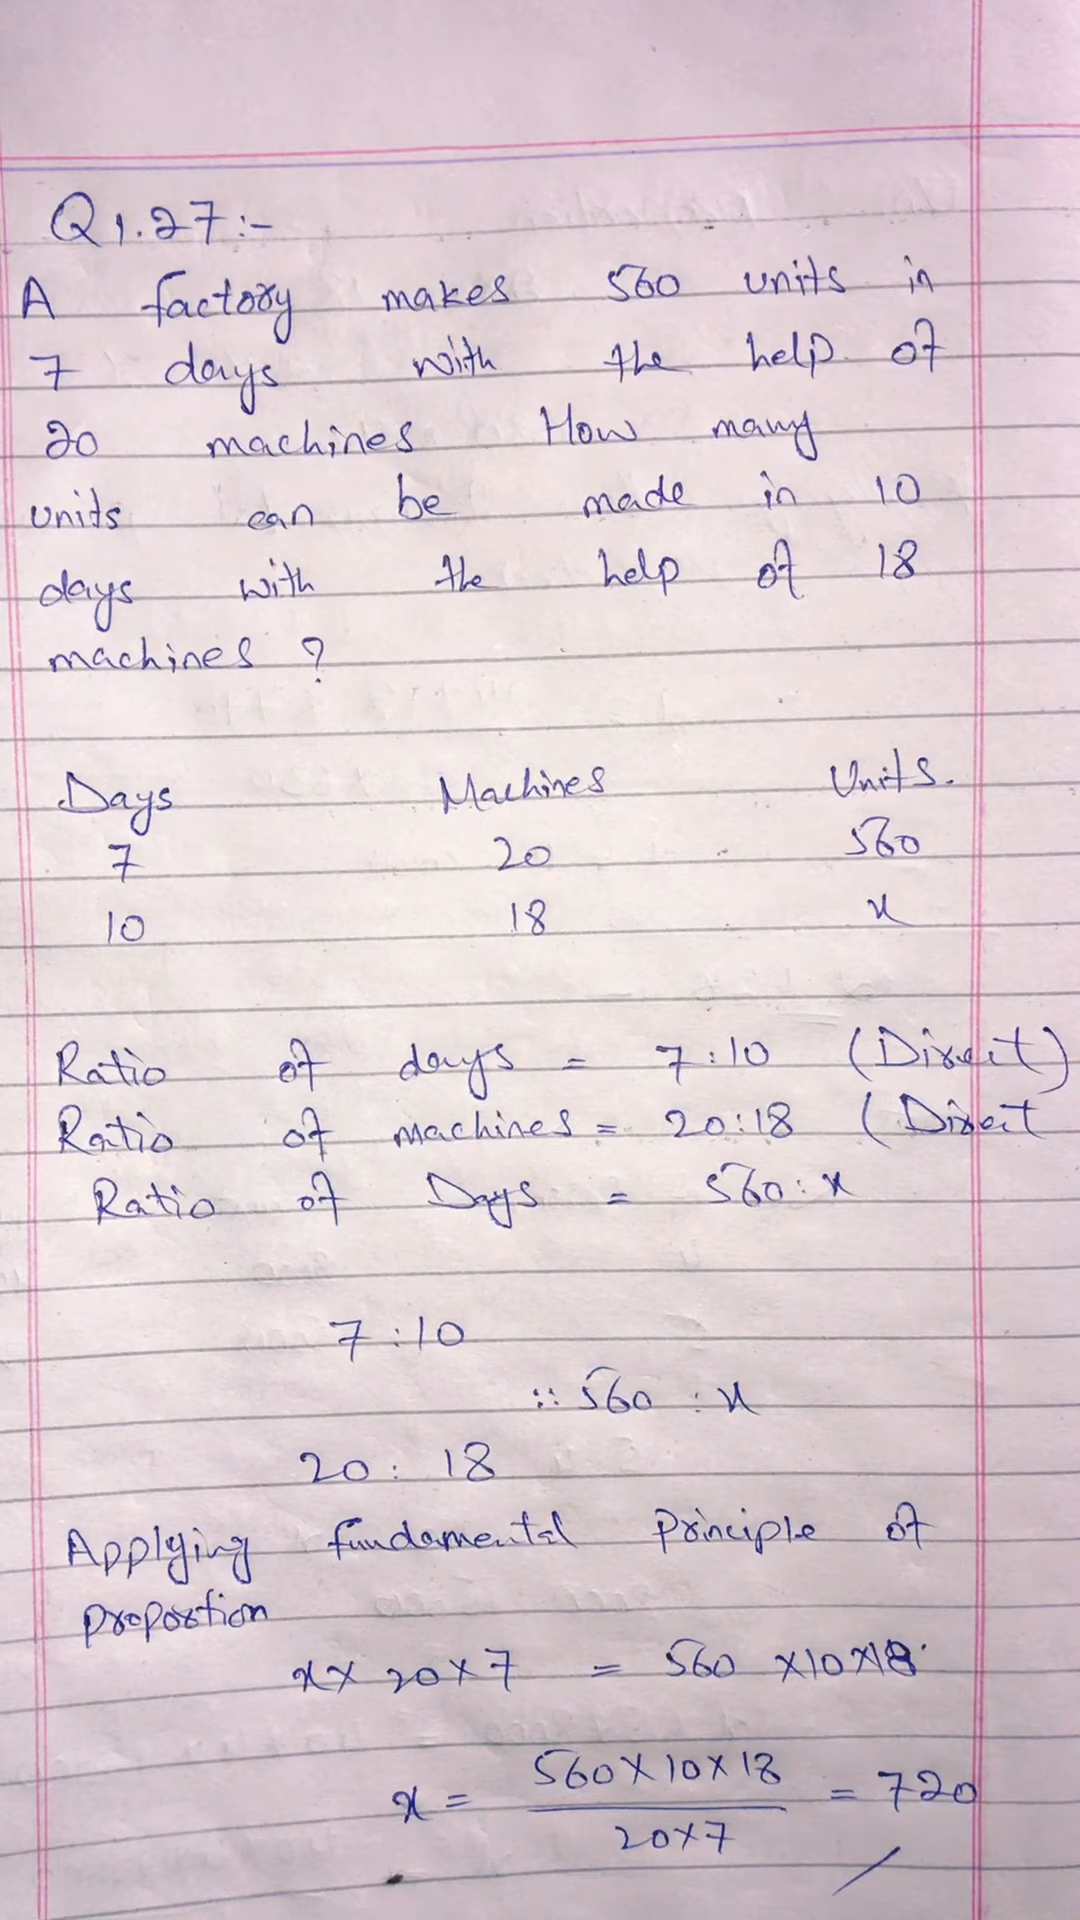 Q1.27:-
A factory makes 560 units in
7 days with the help of
20 machines How many
units can be made in 10
days with the help of 18
machines ?
Days Machines Units.
7 20 560
10 18 x
Ratio of days = 7:10 (Direct)
Ratio of machines = 20:18 (Direct
Ratio of Days = 560:x
7:10
:: 560 : x
20: 18
Applying fundamental principle of
proportion
x× 20×7 = 560 ×10×18
x = 560×10×18 / 20×7 = 720